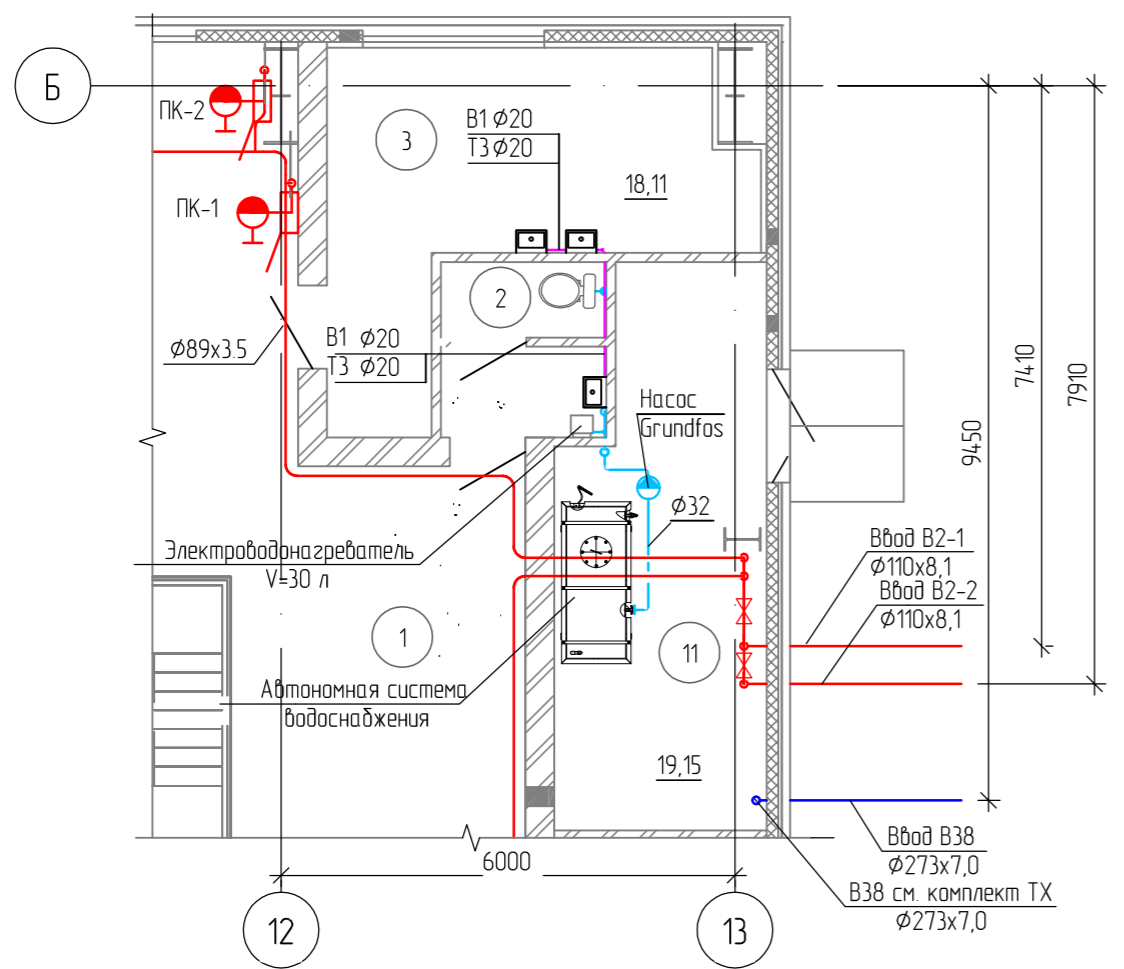 Б
ПК-2
ПК-1
3
В1 Ø20
Т3 Ø20
18,11
2
Ø89х3.5
В1 Ø20
Т3 Ø20
Насос
Grundfos
Ø32
7410
7910
9450
Электроводонагреватель
V=30 л
Ввод В2-1
Ø110х8,1
Ввод В2-2
Ø110х8,1
1
11
Автономная система
водоснабжения
19,15
6000
Ввод В38
Ø273х7,0
В38 см. комплект ТХ
Ø273х7,0
12
13